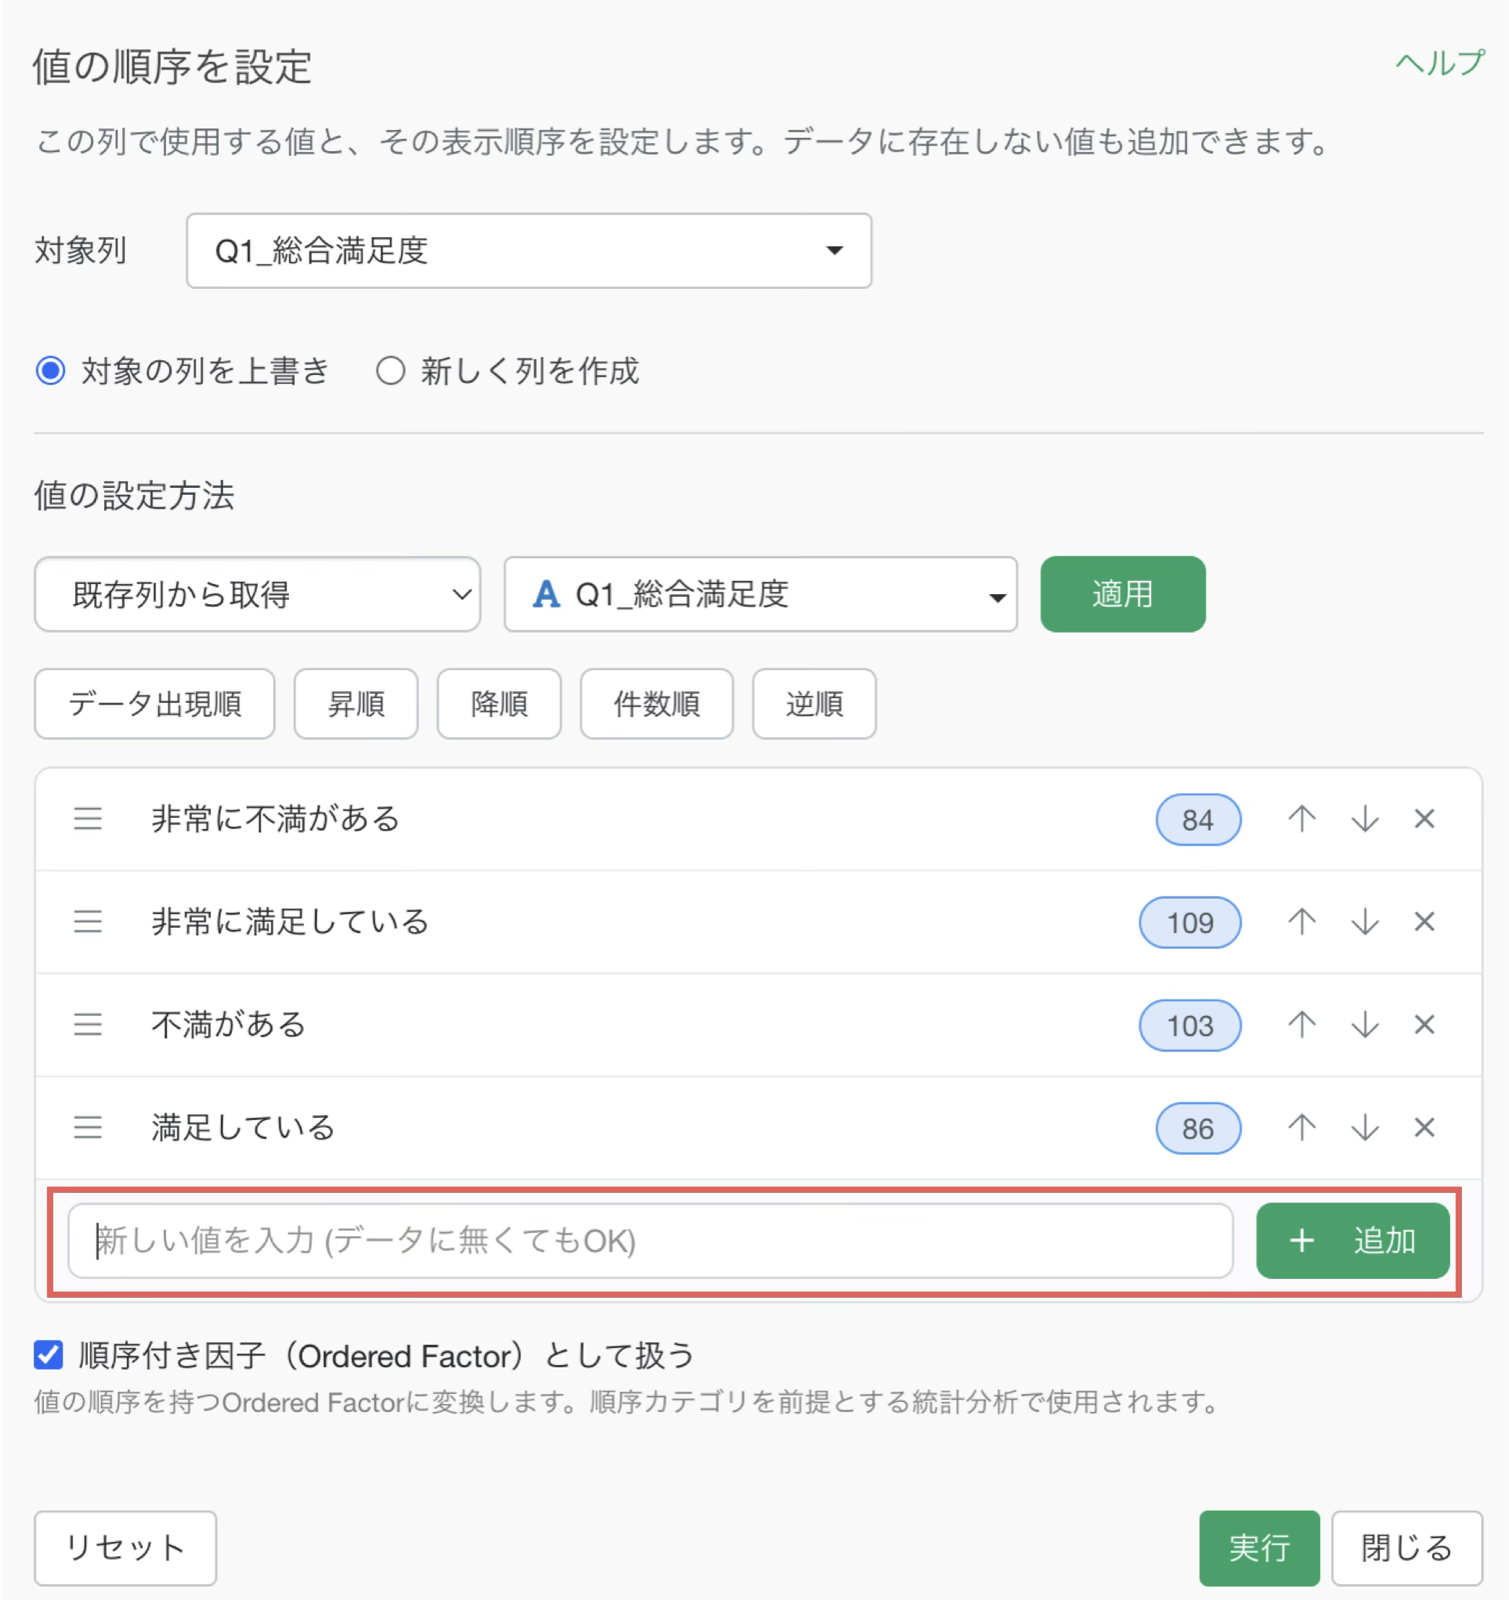 値の順序を設定 ヘルプ
この列で使用する値と、その表示順序を設定します。データに存在しない値も追加できます。
対象列 Q1_総合満足度
対象の列を上書き 新しく列を作成
値の設定方法
既存列から取得 A Q1_総合満足度 適用
データ出現順 昇順 降順 件数順 逆順
非常に不満がある 84
非常に満足している 109
不満がある 103
満足している 86
新しい値を入力 (データに無くてもOK) + 追加
順序付き因子（Ordered Factor）として扱う
値の順序を持つOrdered Factorに変換します。順序カテゴリを前提とする統計分析で使用されます。
リセット 実行 閉じる